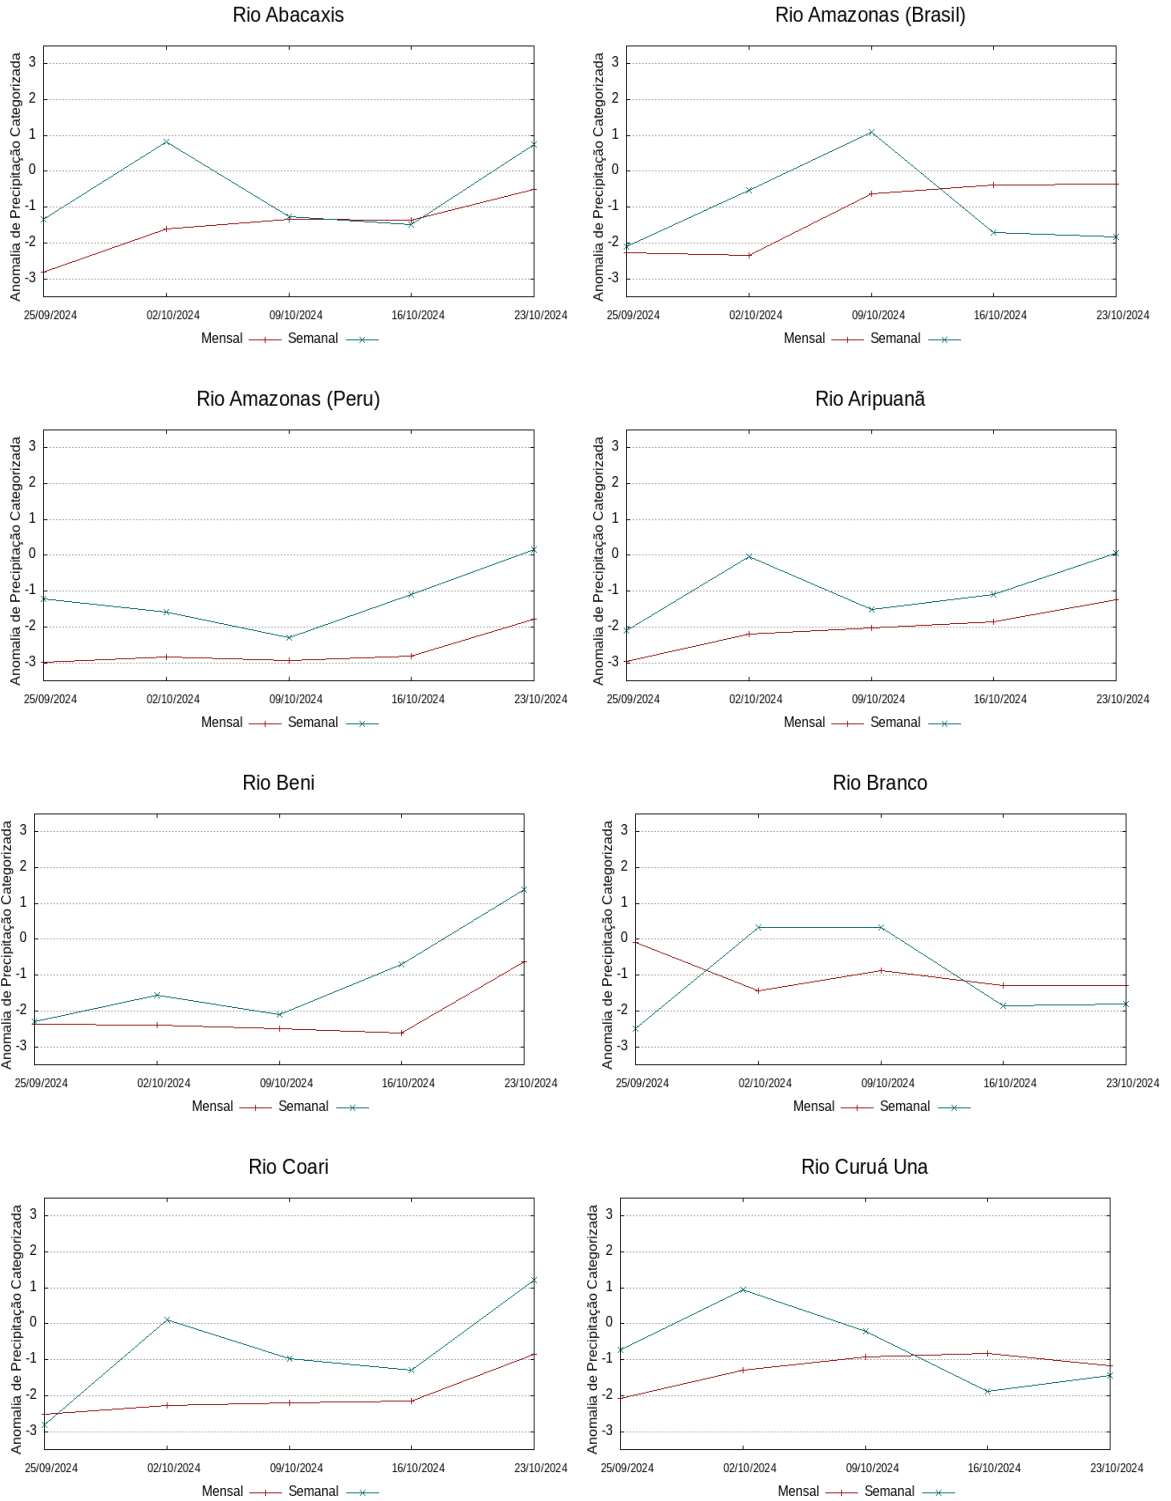 Rio Abacaxis
Anomalia de Precipitação Categorizada
3
2
1
0
-1
-2
-3
25/09/2024 02/10/2024 09/10/2024 16/10/2024 23/10/2024
Mensal Semanal
Rio Amazonas (Brasil)
Anomalia de Precipitação Categorizada
3
2
1
0
-1
-2
-3
25/09/2024 02/10/2024 09/10/2024 16/10/2024 23/10/2024
Mensal Semanal
Rio Amazonas (Peru)
Anomalia de Precipitação Categorizada
3
2
1
0
-1
-2
-3
25/09/2024 02/10/2024 09/10/2024 16/10/2024 23/10/2024
Mensal Semanal
Rio Aripuanã
Anomalia de Precipitação Categorizada
3
2
1
0
-1
-2
-3
25/09/2024 02/10/2024 09/10/2024 16/10/2024 23/10/2024
Mensal Semanal
Rio Beni
Anomalia de Precipitação Categorizada
3
2
1
0
-1
-2
-3
25/09/2024 02/10/2024 09/10/2024 16/10/2024 23/10/2024
Mensal Semanal
Rio Branco
Anomalia de Precipitação Categorizada
3
2
1
0
-1
-2
-3
25/09/2024 02/10/2024 09/10/2024 16/10/2024 23/10/2024
Mensal Semanal
Rio Coari
Anomalia de Precipitação Categorizada
3
2
1
0
-1
-2
-3
25/09/2024 02/10/2024 09/10/2024 16/10/2024 23/10/2024
Mensal Semanal
Rio Curuá Una
Anomalia de Precipitação Categorizada
3
2
1
0
-1
-2
-3
25/09/2024 02/10/2024 09/10/2024 16/10/2024 23/10/2024
Mensal Semanal